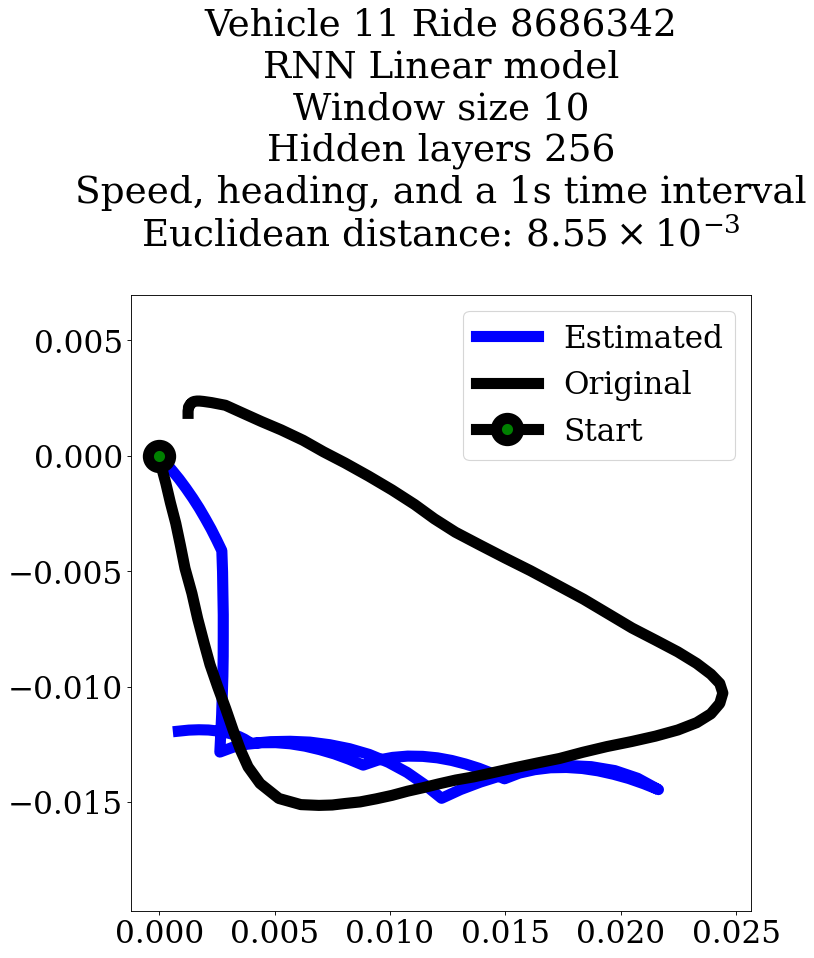 Vehicle 11 Ride 8686342
RNN Linear model
Window size 10
Hidden layers 256
Speed, heading, and a 1s time interval
Euclidean distance: 8.55 × 10⁻³
Estimated
Original
Start
0.005
0.000
−0.005
−0.010
−0.015
0.000 0.005 0.010 0.015 0.020 0.025